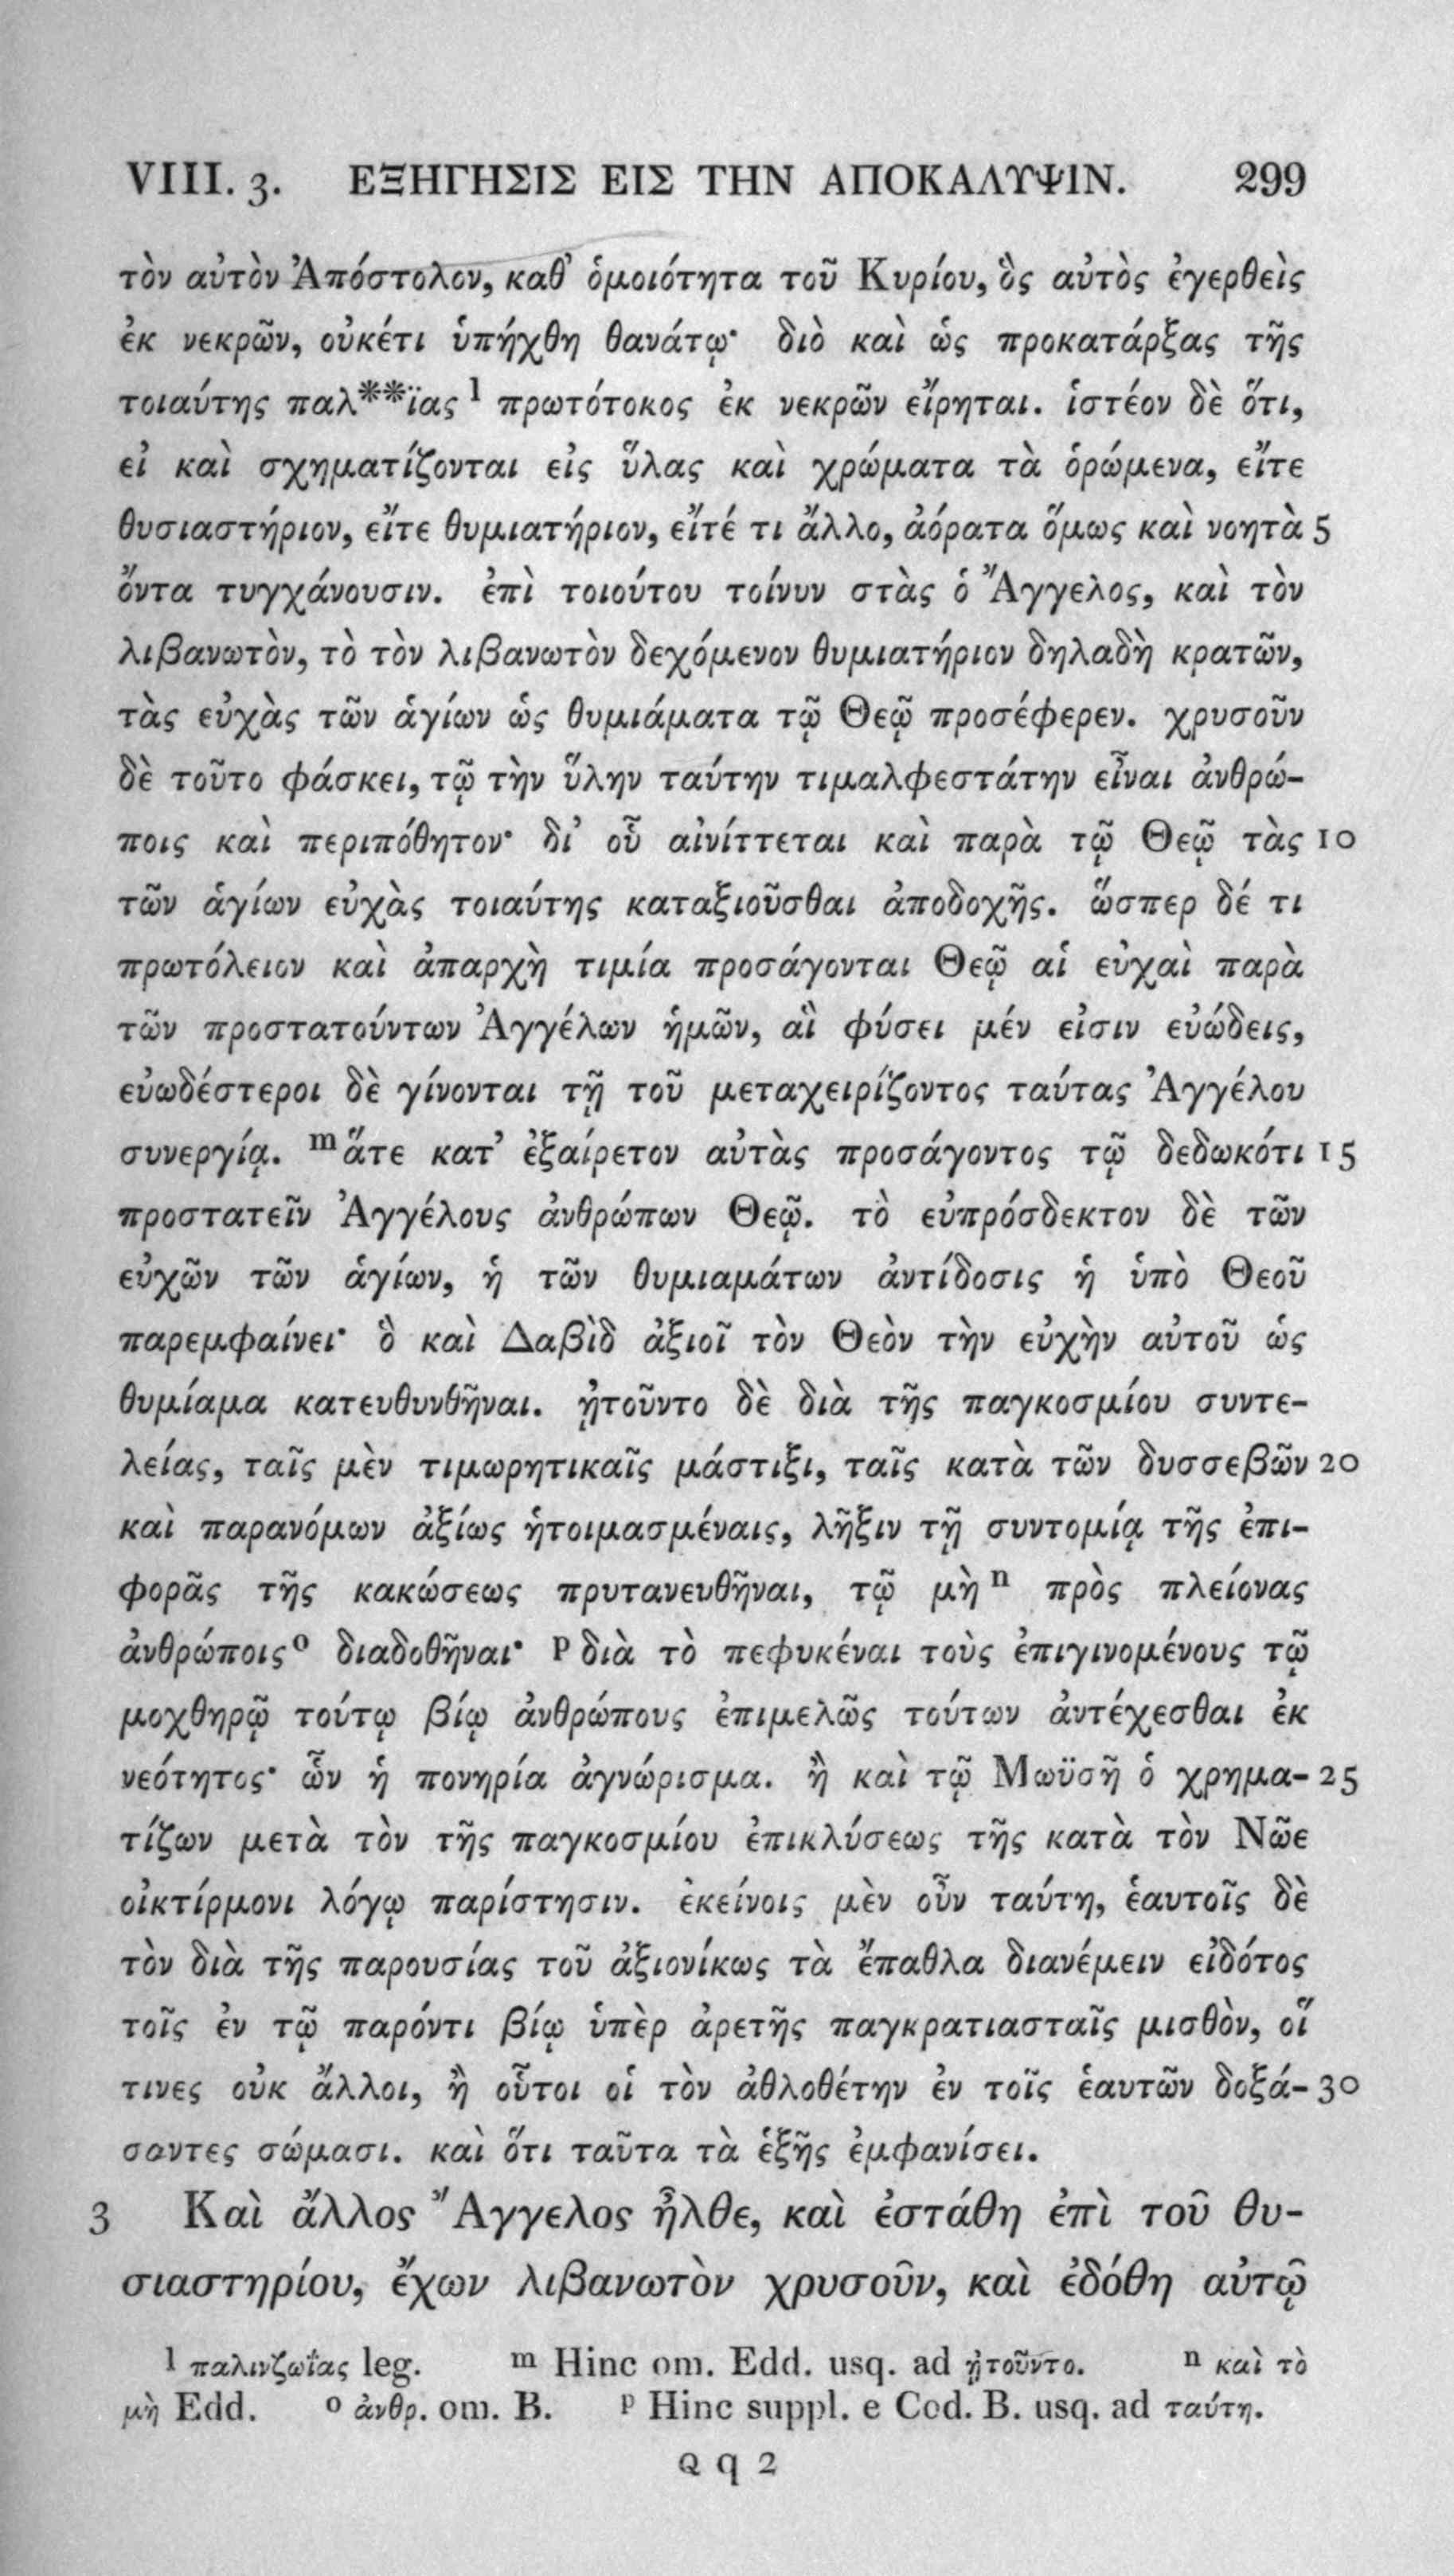 VIII. 3. ΕΞΗΓΗΣΙΣ ΕΙΣ ΤΗΝ ΑΠΟΚΑΛΥΨΙΝ. 299
τὸν αὐτὸν Ἀπόστολον, καθ' ὁμοιότητα τοῦ Κυρίου, ὃς αὐτὸς ἐγερθεὶς
ἐκ νεκρῶν, οὐκέτι ὑπήχθη θανάτῳ· διὸ καὶ ὡς προκατάρξας τῆς
τοιαύτης παλ**ϊας l πρωτότοκος ἐκ νεκρῶν εἴρηται. ἱστέον δὲ ὅτι,
εἰ καὶ σχηματίζονται εἰς ὕλας καὶ χρώματα τὰ ὁρώμενα, εἴτε
θυσιαστήριον, εἴτε θυμιατήριον, εἴτέ τι ἄλλο, ἀόρατα ὅμως καὶ νοητὰ 5
ὄντα τυγχάνουσιν. ἐπὶ τοιούτου τοίνυν στὰς ὁ Ἄγγελος, καὶ τὸν
λιβανωτὸν, τὸ τὸν λιβανωτὸν δεχόμενον θυμιατήριον δηλαδὴ κρατῶν,
τὰς εὐχὰς τῶν ἁγίων ὡς θυμιάματα τῷ Θεῷ προσέφερεν. χρυσοῦν
δὲ τοῦτο φάσκει, τῷ τὴν ὕλην ταύτην τιμαλφεστάτην εἶναι ἀνθρώ-
ποις καὶ περιπόθητον· δι' οὗ αἰνίττεται καὶ παρὰ τῷ Θεῷ τὰς 10
τῶν ἁγίων εὐχὰς τοιαύτης καταξιοῦσθαι ἀποδοχῆς. ὥσπερ δέ τι
πρωτόλειον καὶ ἀπαρχὴ τιμία προσάγονται Θεῷ αἱ εὐχαὶ παρὰ
τῶν προστατούντων Ἀγγέλων ἡμῶν, αἳ φύσει μέν εἰσιν εὐώδεις,
εὐωδέστεροι δὲ γίνονται τῇ τοῦ μεταχειρίζοντος ταύτας Ἀγγέλου
συνεργίᾳ. m ἅτε κατ' ἐξαίρετον αὐτὰς προσάγοντος τῷ δεδωκότι 15
προστατεῖν Ἀγγέλους ἀνθρώπων Θεῷ. τὸ εὐπρόσδεκτον δὲ τῶν
εὐχῶν τῶν ἁγίων, ἡ τῶν θυμιαμάτων ἀντίδοσις ἡ ὑπὸ Θεοῦ
παρεμφαίνει· ὃ καὶ Δαβὶδ ἀξιοῖ τὸν Θεὸν τὴν εὐχὴν αὐτοῦ ὡς
θυμίαμα κατευθυνθῆναι. ᾐτοῦντο δὲ διὰ τῆς παγκοσμίου συντε-
λείας, ταῖς μὲν τιμωρητικαῖς μάστιξι, ταῖς κατὰ τῶν δυσσεβῶν 20
καὶ παρανόμων ἀξίως ἡτοιμασμέναις, λῆξιν τῇ συντομίᾳ τῆς ἐπι-
φορᾶς τῆς κακώσεως πρυτανευθῆναι, τῷ μὴ n πρὸς πλείονας
ἀνθρώποις o διαδοθῆναι· p διὰ τὸ πεφυκέναι τοὺς ἐπιγινομένους τῷ
μοχθηρῷ τούτῳ βίῳ ἀνθρώπους ἐπιμελῶς τούτων ἀντέχεσθαι ἐκ
νεότητος· ὧν ἡ πονηρία ἀγνώρισμα. ἢ καὶ τῷ Μωϋσῇ ὁ χρημα- 25
τίζων μετὰ τὸν τῆς παγκοσμίου ἐπικλύσεως τῆς κατὰ τὸν Νῶε
οἰκτίρμονι λόγῳ παρίστησιν. ἐκείνοις μὲν οὖν ταύτη, ἑαυτοῖς δὲ
τὸν διὰ τῆς παρουσίας τοῦ ἀξιονίκως τὰ ἔπαθλα διανέμειν εἰδότος
τοῖς ἐν τῷ παρόντι βίῳ ὑπὲρ ἀρετῆς παγκρατιασταῖς μισθὸν, οἵ
τινες οὐκ ἄλλοι, ἢ οὗτοι οἱ τὸν ἀθλοθέτην ἐν τοῖς ἑαυτῶν δοξά- 30
σαντες σώμασι. καὶ ὅτι ταῦτα τὰ ἑξῆς ἐμφανίσει.
3 Καὶ ἄλλος Ἄγγελος ἦλθε, καὶ ἐστάθη ἐπὶ τοῦ θυ-
σιαστηρίου, ἔχων λιβανωτὸν χρυσοῦν, καὶ ἐδόθη αὐτῷ
l παλινζωΐας leg. m Hinc om. Edd. usq. ad ᾐτοῦντο. n καὶ τὸ
μὴ Edd. o ἀνθρ. om. B. p Hinc suppl. e Cod. B. usq. ad ταύτη.
Q q 2